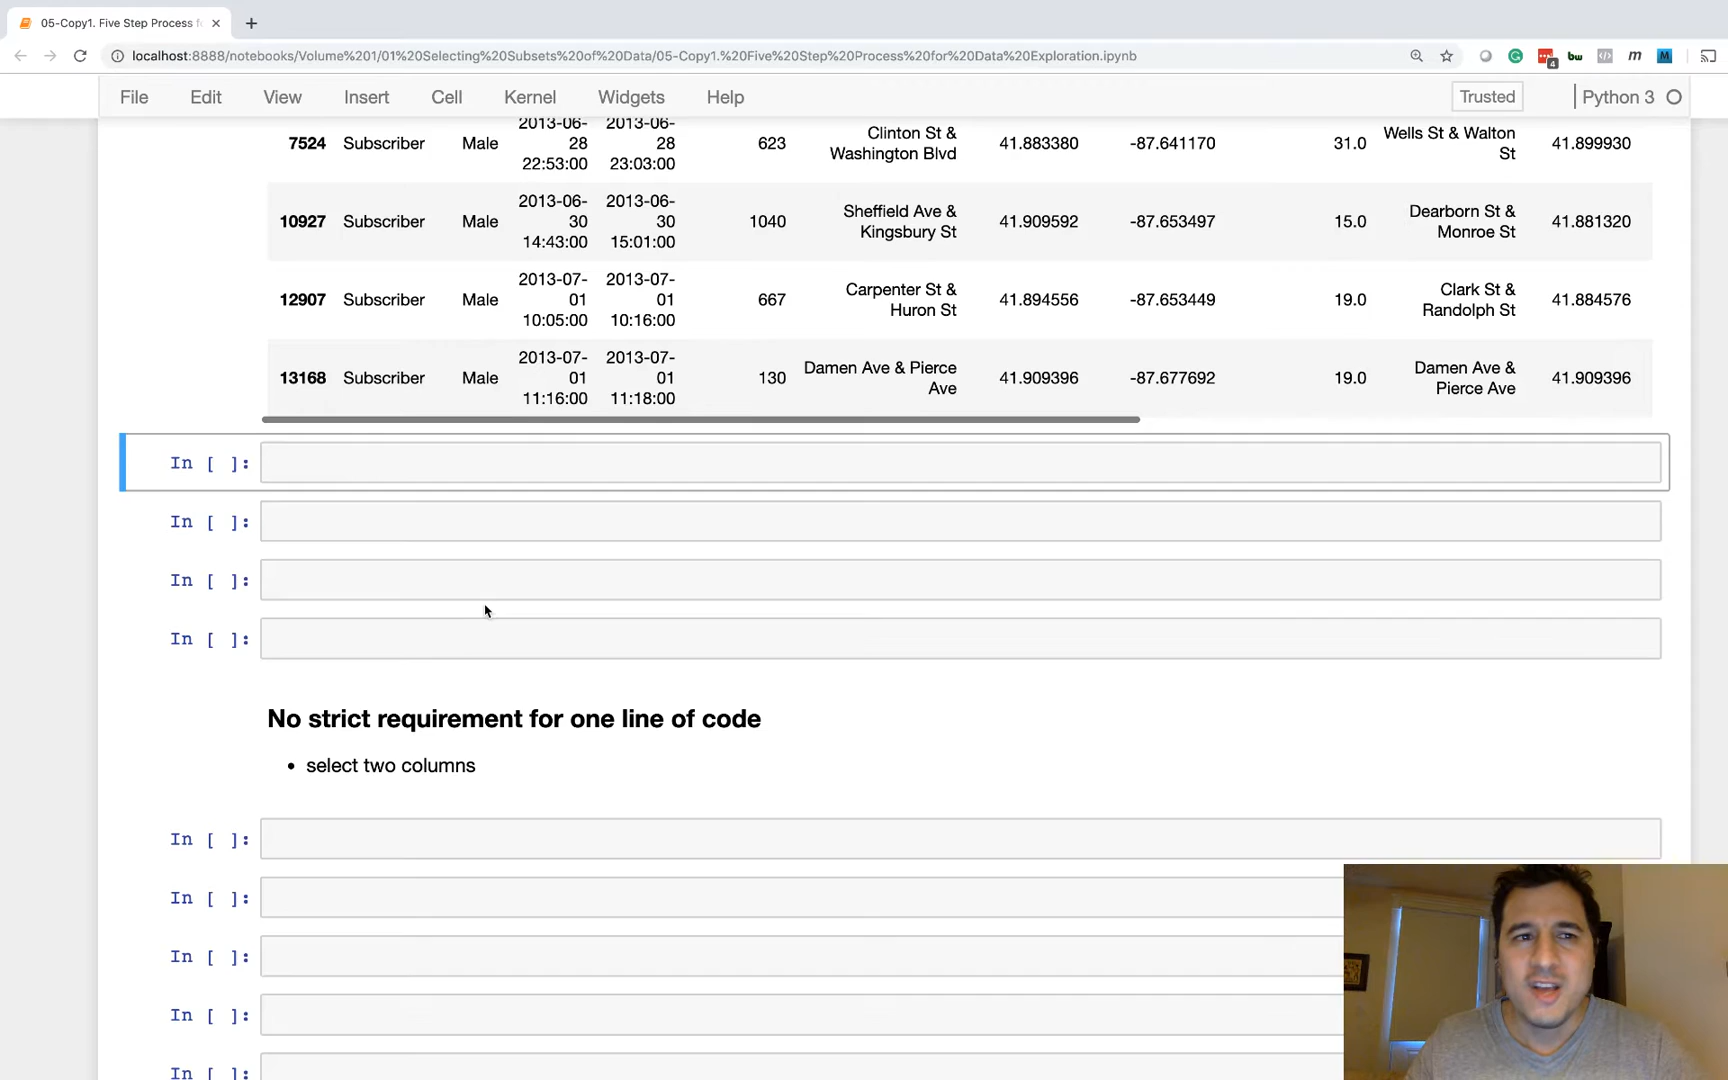 05-Copy1. Five Step Process f
localhost:8888/notebooks/Volume%201/01%20Selecting%20Subsets%20of%20Data/05-Copy1.%20Five%20Step%20Process%20for%20Data%20Exploration.ipynb
4 bw m M
File Edit View Insert Cell Kernel Widgets Help Trusted Python 3
7524 Subscriber Male 2013-06-28 22:53:00 2013-06-28 23:03:00 623 Clinton St & Washington Blvd 41.883380 -87.641170 31.0 Wells St & Walton St 41.899930
10927 Subscriber Male 2013-06-30 14:43:00 2013-06-30 15:01:00 1040 Sheffield Ave & Kingsbury St 41.909592 -87.653497 15.0 Dearborn St & Monroe St 41.881320
12907 Subscriber Male 2013-07-01 10:05:00 2013-07-01 10:16:00 667 Carpenter St & Huron St 41.894556 -87.653449 19.0 Clark St & Randolph St 41.884576
13168 Subscriber Male 2013-07-01 11:16:00 2013-07-01 11:18:00 130 Damen Ave & Pierce Ave 41.909396 -87.677692 19.0 Damen Ave & Pierce Ave 41.909396
In [ ]:
In [ ]:
In [ ]:
In [ ]:
No strict requirement for one line of code
• select two columns
In [ ]:
In [ ]:
In [ ]:
In [ ]:
In [ ]: